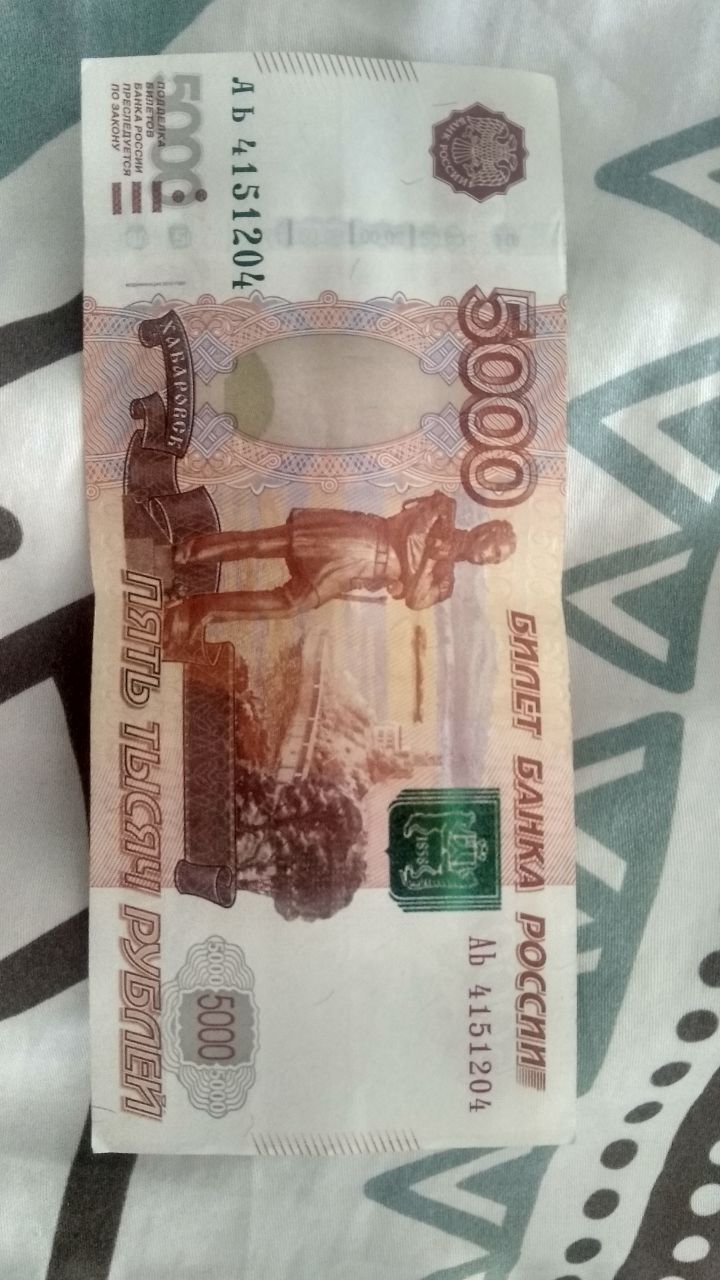 БАНК РОССИИ
5000
БИЛЕТ БАНКА РОССИИ
АЬ 4151204
1858
АЬ 4151204
5000
ПОДДЕЛКА
БИЛЕТОВ
БАНКА РОССИИ
ПРЕСЛЕДУЕТСЯ
ПО ЗАКОНУ
ХАБАРОВСК
5000 5000 5000
ПЯТЬ ТЫСЯЧ РУБЛЕЙ